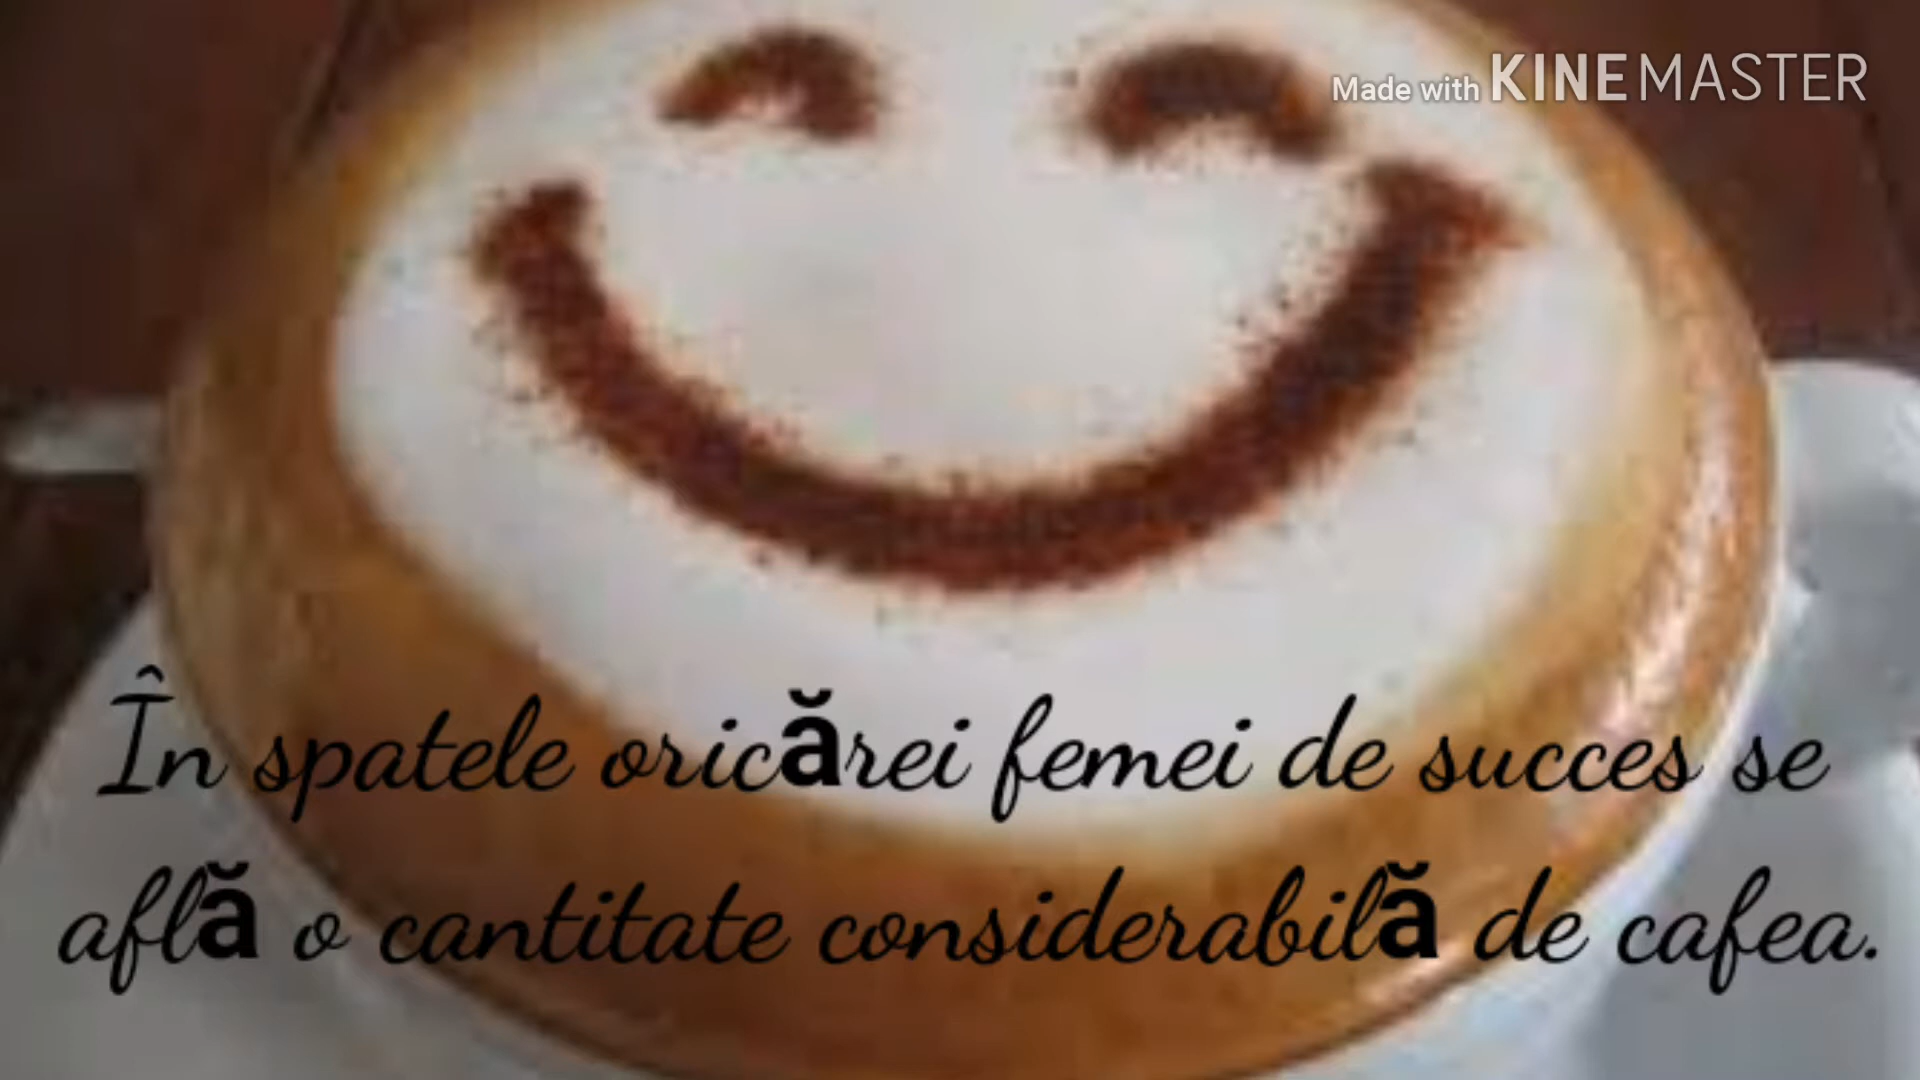 Made with KINEMASTER
În spatele oricărei femei de succes se
află o cantitate considerabilă de cafea.